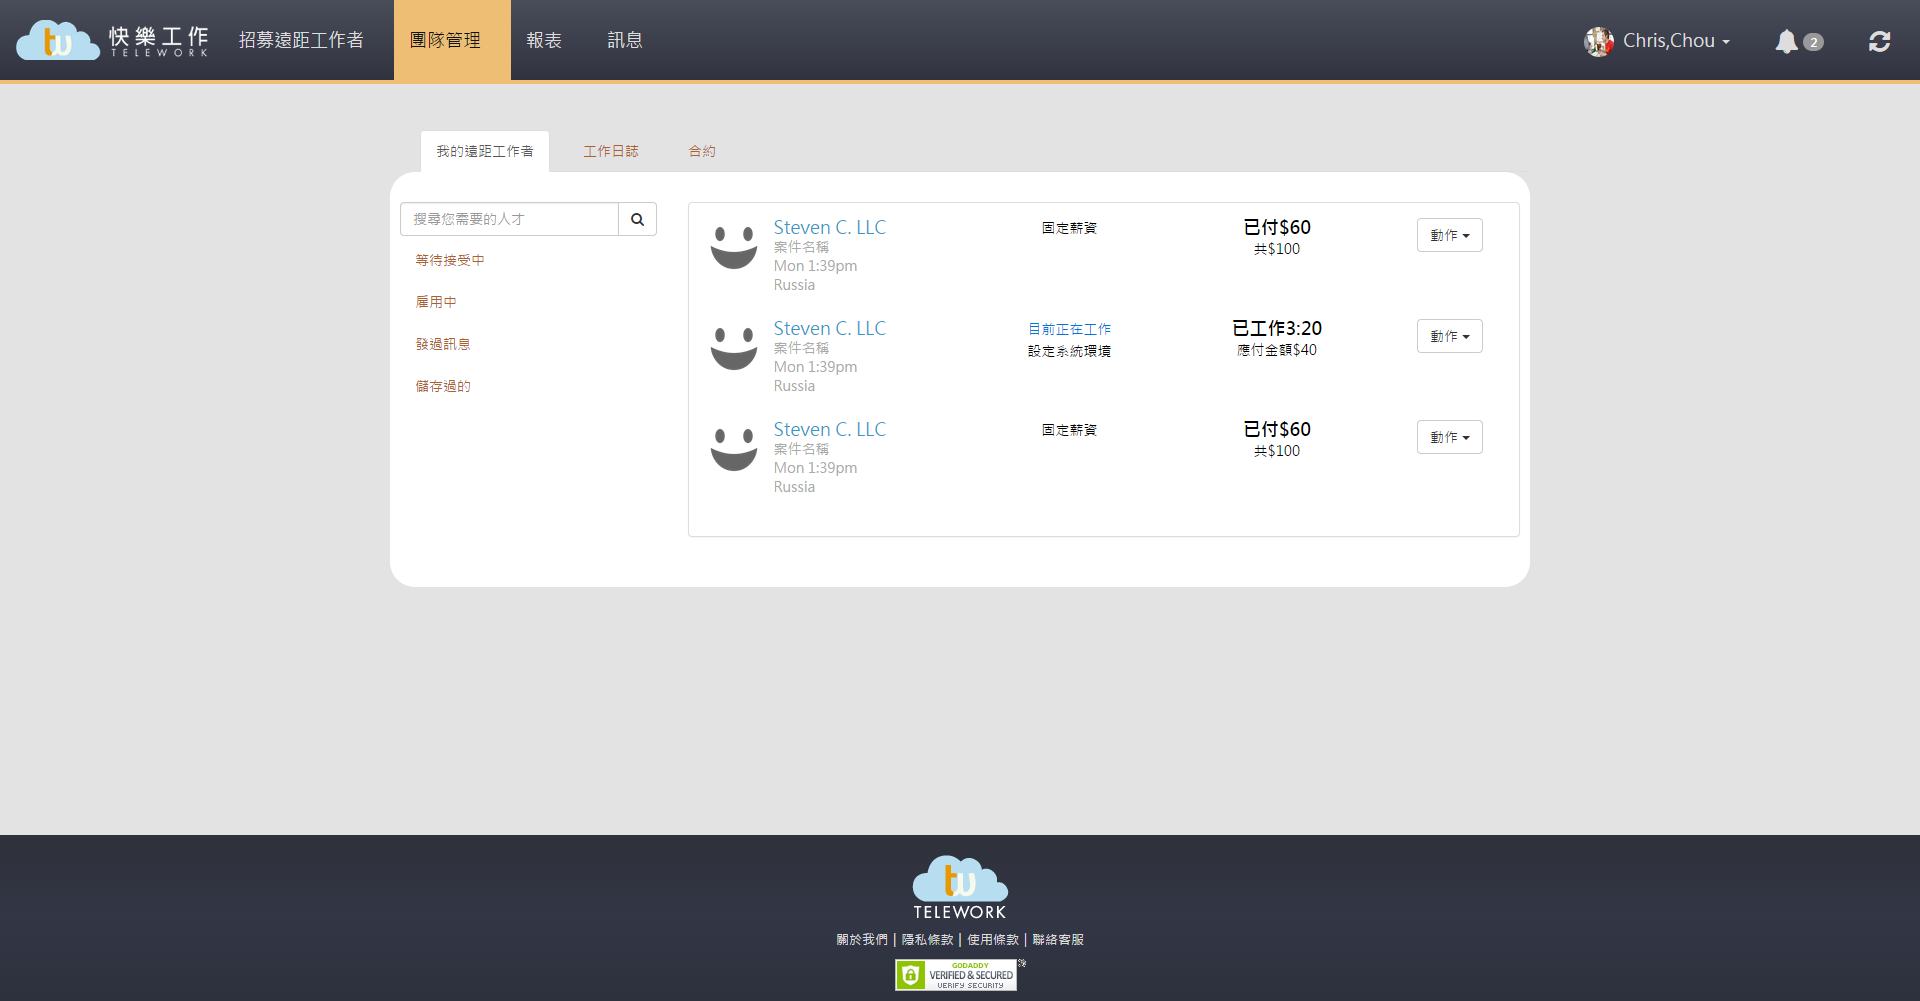 tw 快樂工作
TELEWORK
招募遠距工作者
團隊管理
報表
訊息
Chris,Chou
2
我的遠距工作者
工作日誌
合約
搜尋您需要的人才
等待接受中
雇用中
發過訊息
儲存過的
Steven C. LLC
案件名稱
Mon 1:39pm
Russia
固定薪資
已付$60
共$100
動作
Steven C. LLC
案件名稱
Mon 1:39pm
Russia
目前正在工作
設定系統環境
已工作3:20
應付金額$40
動作
Steven C. LLC
案件名稱
Mon 1:39pm
Russia
固定薪資
已付$60
共$100
動作
tw
TELEWORK
關於我們 | 隱私條款 | 使用條款 | 聯絡客服
GODADDY
VERIFIED & SECURED
VERIFY SECURITY